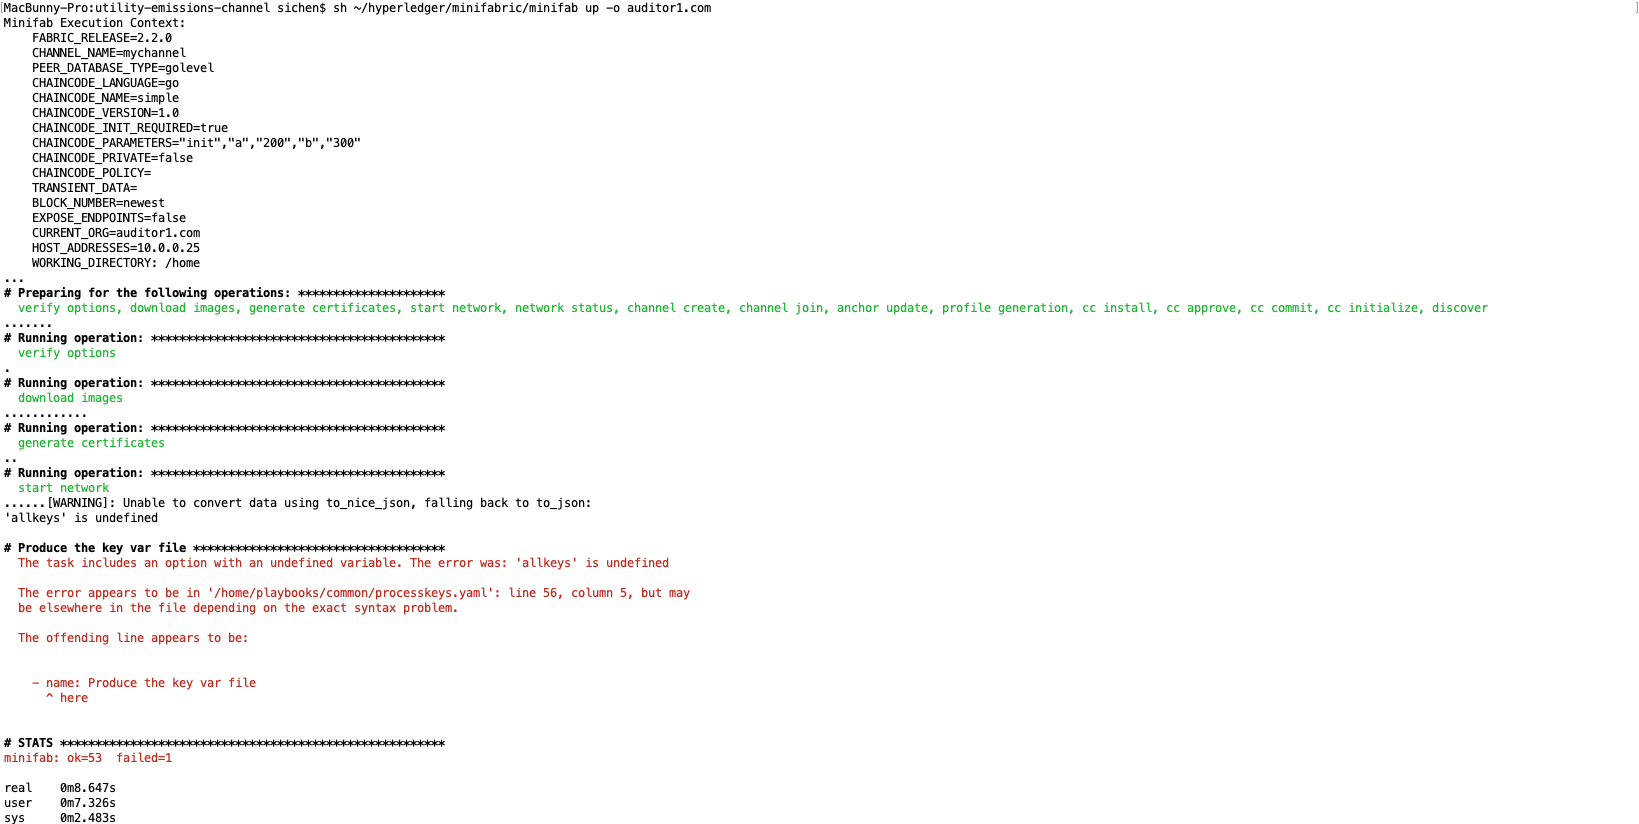 [MacBunny-Pro:utility-emissions-channel sichen$ sh ~/hyperledger/minifabric/minifab up -o auditor1.com ]
Minifab Execution Context:
    FABRIC_RELEASE=2.2.0
    CHANNEL_NAME=mychannel
    PEER_DATABASE_TYPE=golevel
    CHAINCODE_LANGUAGE=go
    CHAINCODE_NAME=simple
    CHAINCODE_VERSION=1.0
    CHAINCODE_INIT_REQUIRED=true
    CHAINCODE_PARAMETERS="init","a","200","b","300"
    CHAINCODE_PRIVATE=false
    CHAINCODE_POLICY=
    TRANSIENT_DATA=
    BLOCK_NUMBER=newest
    EXPOSE_ENDPOINTS=false
    CURRENT_ORG=auditor1.com
    HOST_ADDRESSES=10.0.0.25
    WORKING_DIRECTORY: /home
...
# Preparing for the following operations: *********************
  verify options, download images, generate certificates, start network, network status, channel create, channel join, anchor update, profile generation, cc install, cc approve, cc commit, cc initialize, discover
.......
# Running operation: ******************************************
  verify options
.
# Running operation: ******************************************
  download images
............
# Running operation: ******************************************
  generate certificates
..
# Running operation: ******************************************
  start network
......[WARNING]: Unable to convert data using to_nice_json, falling back to to_json:
'allkeys' is undefined
# Produce the key var file ************************************
  The task includes an option with an undefined variable. The error was: 'allkeys' is undefined
  The error appears to be in '/home/playbooks/common/processkeys.yaml': line 56, column 5, but may
  be elsewhere in the file depending on the exact syntax problem.
  The offending line appears to be:
    - name: Produce the key var file
      ^ here
# STATS *******************************************************
minifab: ok=53  failed=1
real    0m8.647s
user    0m7.326s
sys     0m2.483s